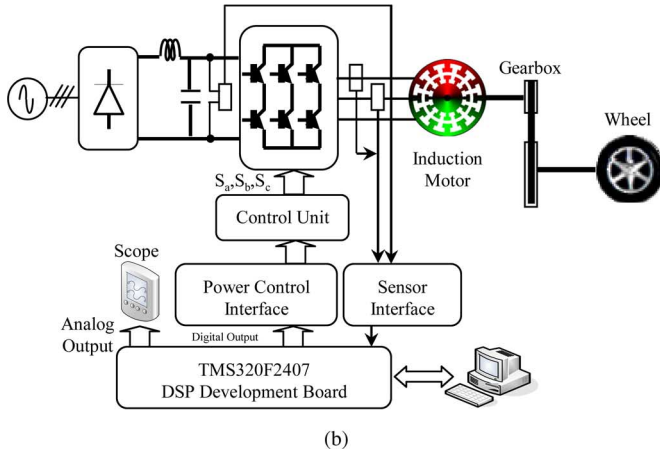 Gearbox
Wheel
Induction
Motor
Sa,Sb,Sc
Control Unit
Scope
Power Control
Interface
Sensor
Interface
Analog
Output
Digital Output
TMS320F2407
DSP Development Board
(b)